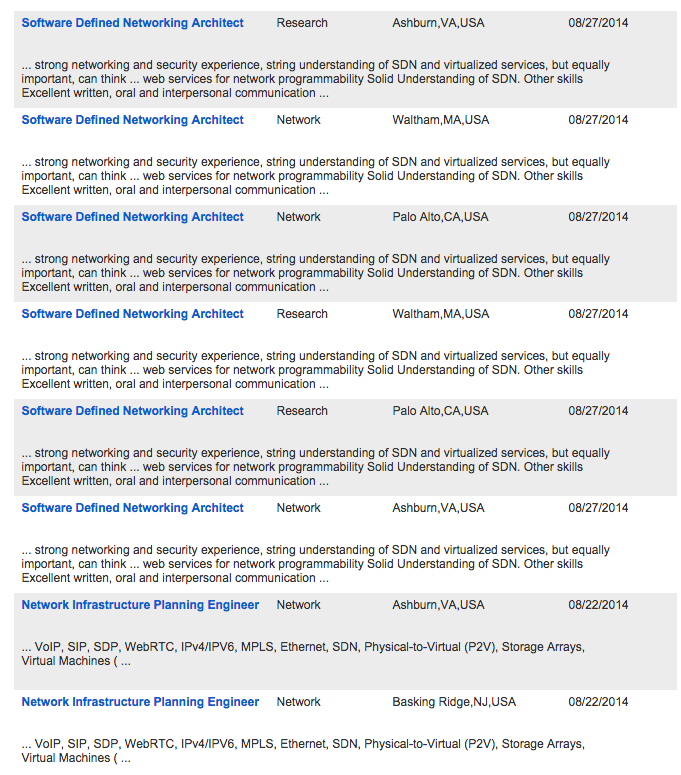 Software Defined Networking Architect Research Ashburn,VA,USA 08/27/2014
... strong networking and security experience, string understanding of SDN and virtualized services, but equally
important, can think ... web services for network programmability Solid Understanding of SDN. Other skills
Excellent written, oral and interpersonal communication ...
Software Defined Networking Architect Network Waltham,MA,USA 08/27/2014
... strong networking and security experience, string understanding of SDN and virtualized services, but equally
important, can think ... web services for network programmability Solid Understanding of SDN. Other skills
Excellent written, oral and interpersonal communication ...
Software Defined Networking Architect Network Palo Alto,CA,USA 08/27/2014
... strong networking and security experience, string understanding of SDN and virtualized services, but equally
important, can think ... web services for network programmability Solid Understanding of SDN. Other skills
Excellent written, oral and interpersonal communication ...
Software Defined Networking Architect Research Waltham,MA,USA 08/27/2014
... strong networking and security experience, string understanding of SDN and virtualized services, but equally
important, can think ... web services for network programmability Solid Understanding of SDN. Other skills
Excellent written, oral and interpersonal communication ...
Software Defined Networking Architect Research Palo Alto,CA,USA 08/27/2014
... strong networking and security experience, string understanding of SDN and virtualized services, but equally
important, can think ... web services for network programmability Solid Understanding of SDN. Other skills
Excellent written, oral and interpersonal communication ...
Software Defined Networking Architect Network Ashburn,VA,USA 08/27/2014
... strong networking and security experience, string understanding of SDN and virtualized services, but equally
important, can think ... web services for network programmability Solid Understanding of SDN. Other skills
Excellent written, oral and interpersonal communication ...
Network Infrastructure Planning Engineer Network Ashburn,VA,USA 08/22/2014
... VoIP, SIP, SDP, WebRTC, IPv4/IPV6, MPLS, Ethernet, SDN, Physical-to-Virtual (P2V), Storage Arrays,
Virtual Machines ( ...
Network Infrastructure Planning Engineer Network Basking Ridge,NJ,USA 08/22/2014
... VoIP, SIP, SDP, WebRTC, IPv4/IPV6, MPLS, Ethernet, SDN, Physical-to-Virtual (P2V), Storage Arrays,
Virtual Machines ( ...